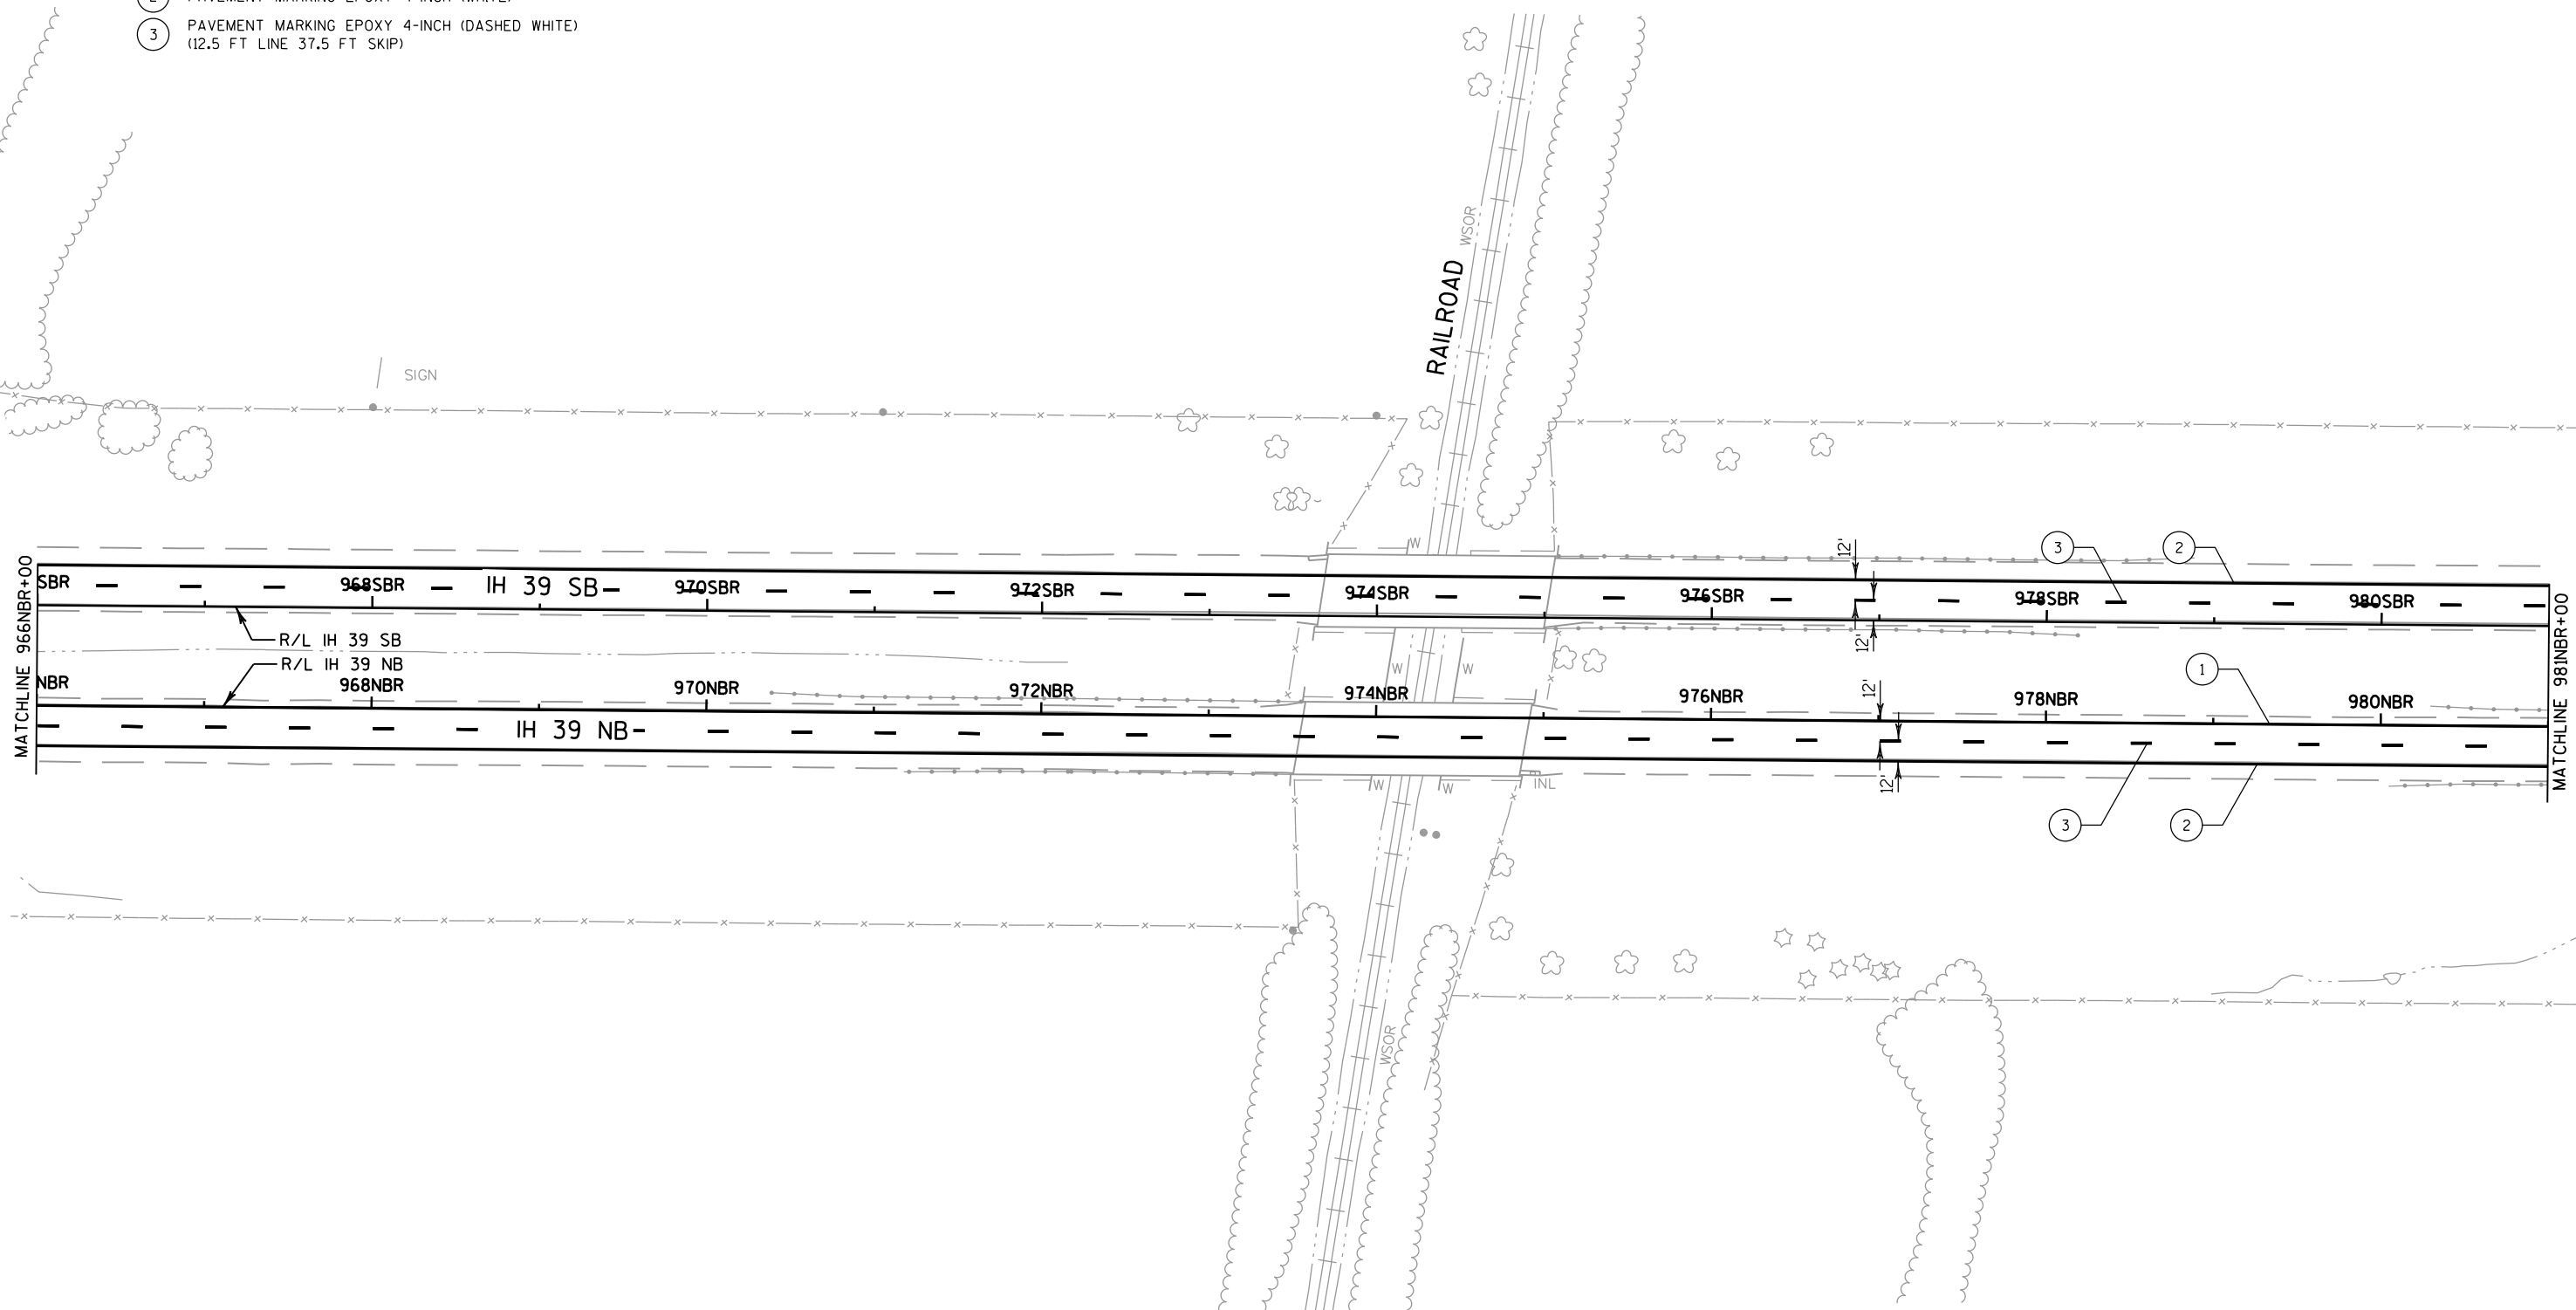 3 PAVEMENT MARKING EPOXY 4-INCH (DASHED WHITE)
(12.5 FT LINE 37.5 FT SKIP)
WSOR
RAILROAD
SIGN
W
12'
3
2
MATCHLINE 966NBR+00
SBR
968SBR
IH 39 SB
970SBR
972SBR
974SBR
976SBR
978SBR
980SBR
MATCHLINE 981NBR+00
12'
R/L IH 39 SB
R/L IH 39 NB
W
W
1
NBR
968NBR
970NBR
972NBR
974NBR
976NBR
12'
978NBR
980NBR
IH 39 NB
W
W
INL
12'
3
2
WSOR